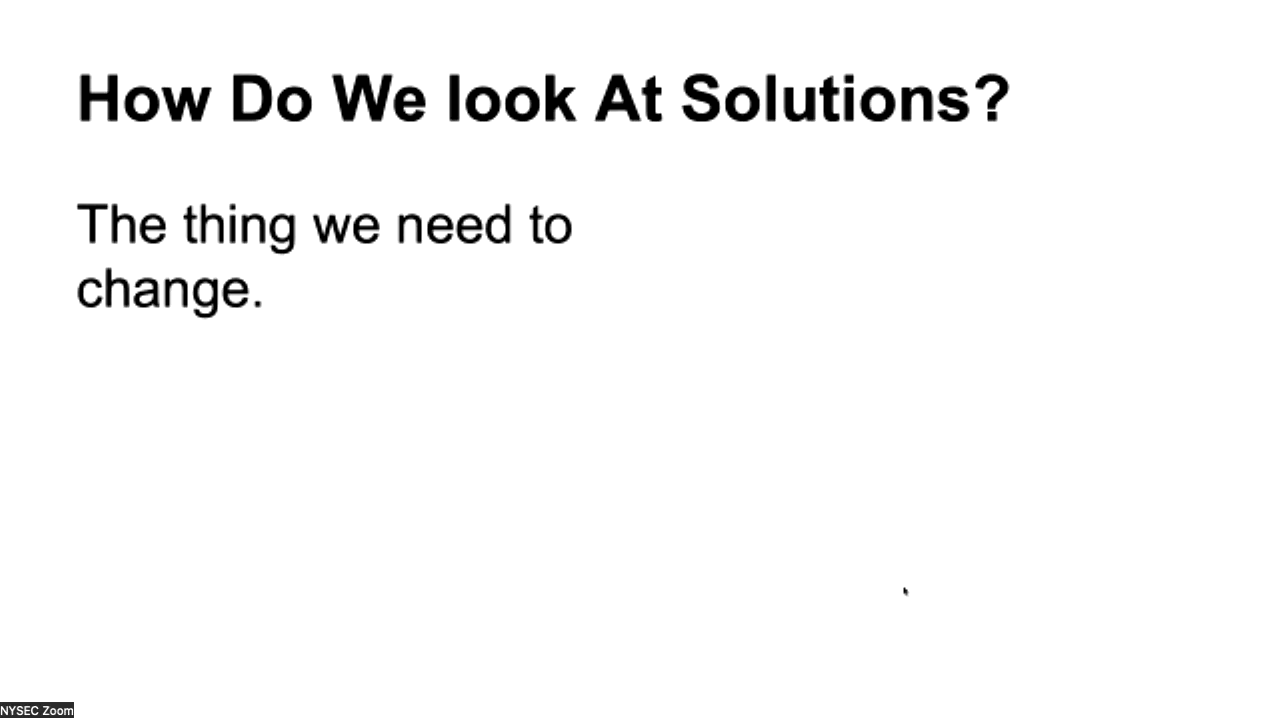 How Do We look At Solutions?
The thing we need to
change.
NYSEC Zoom